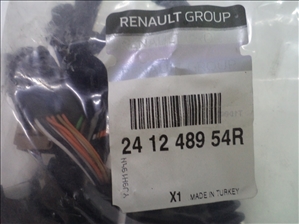 RENAULT GROUP
24 12 489 54R
X1 MADE IN TURKEY